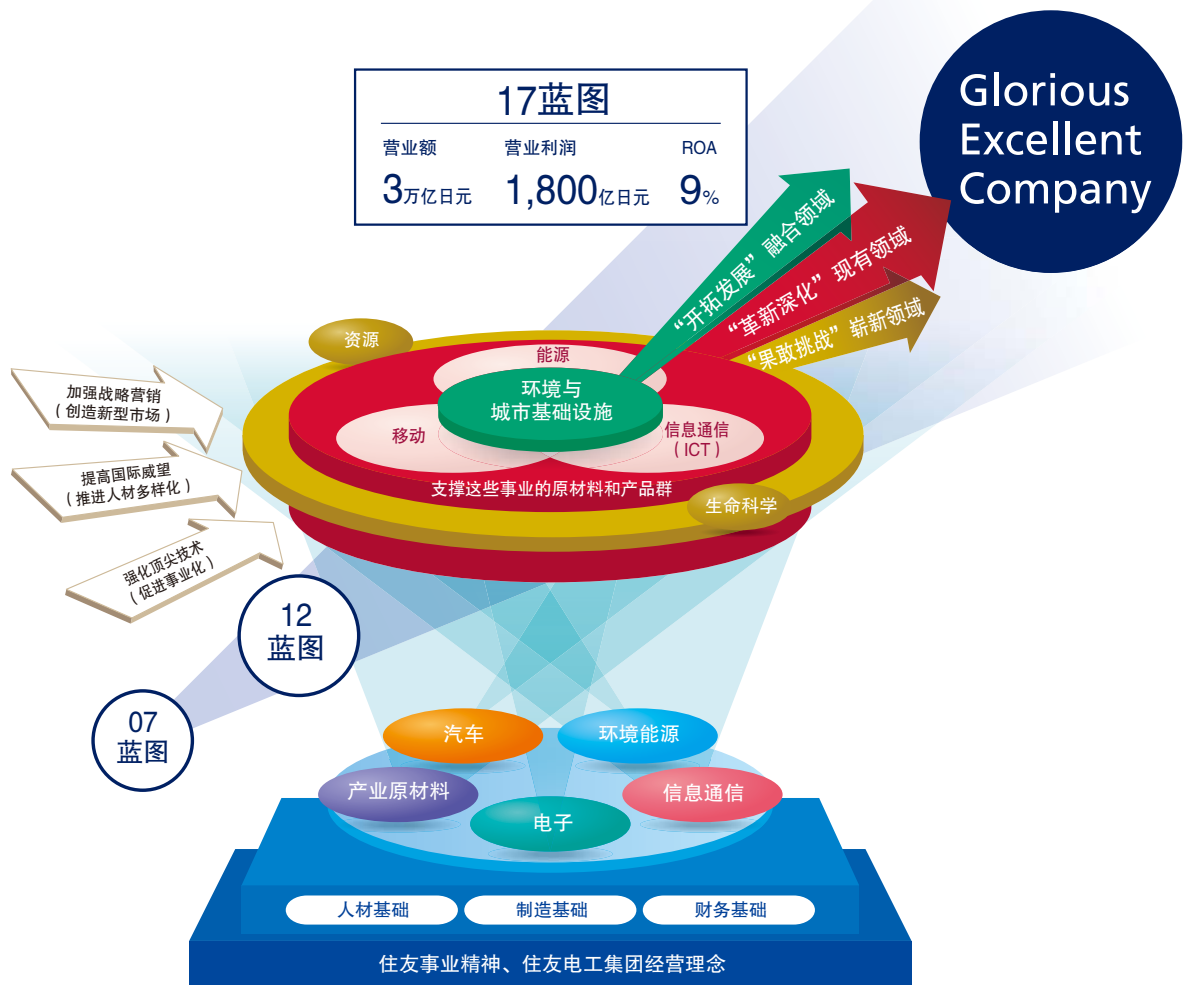 Glorious
Excellent
Company
17蓝图
营业额 营业利润 ROA
3万亿日元 1,800亿日元 9%
“开拓发展”融合领域
“革新深化”现有领域
“果敢挑战”崭新领域
资源
能源
环境与
城市基础设施
移动
信息通信
(ICT)
支撑这些事业的原材料和产品群
生命科学
加强战略营销
(创造新型市场)
提高国际威望
(推进人材多样化)
强化顶尖技术
(促进事业化)
12
蓝图
07
蓝图
汽车
环境能源
产业原材料
信息通信
电子
人材基础 制造基础 财务基础
住友事业精神、住友电工集团经营理念